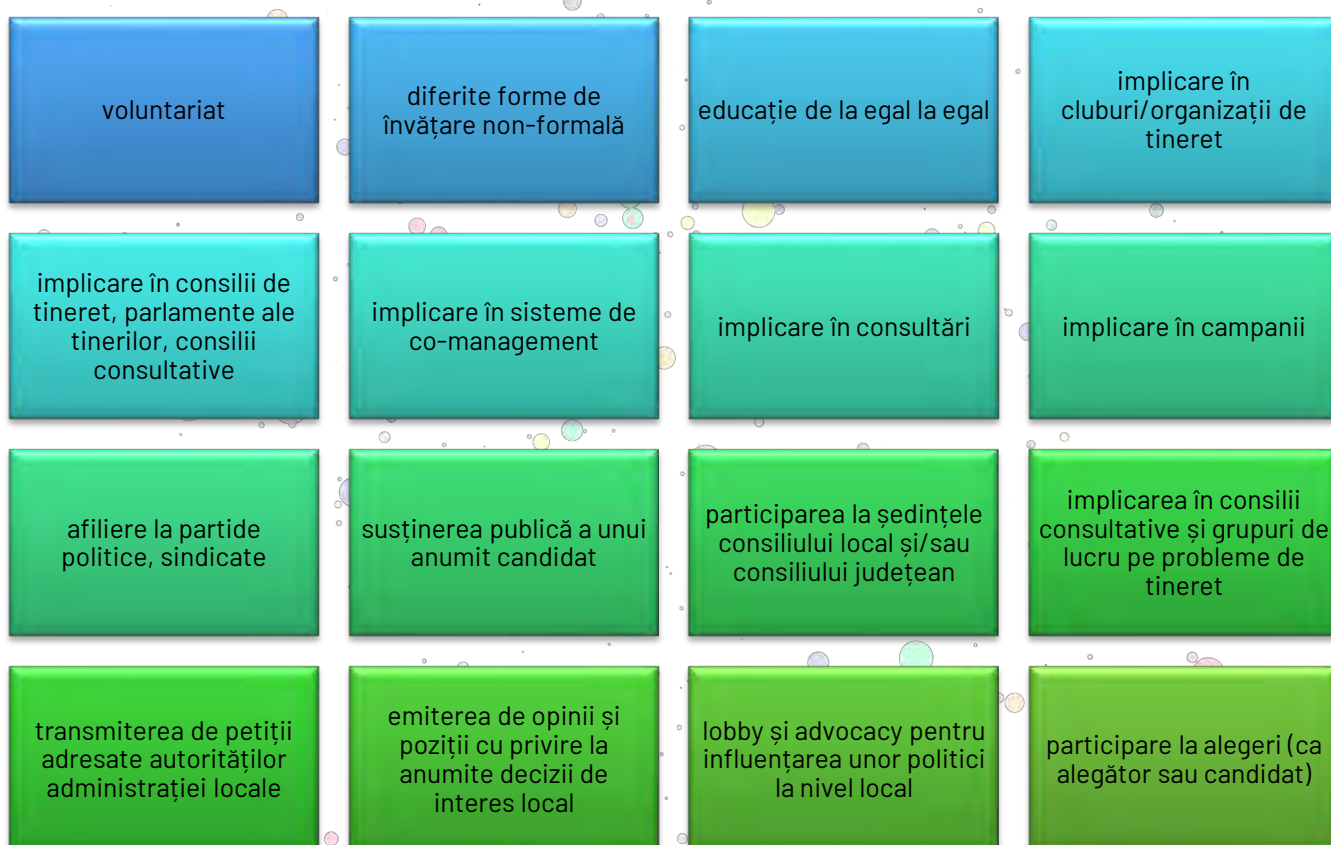 voluntariat
diferite forme de
învățare non-formală
educație de la egal la egal
implicare în
cluburi/organizații de
tineret
implicare în consilii de
tineret, parlamente ale
tinerilor, consilii
consultative
implicare în sisteme de
co-management
implicare în consultări
implicare în campanii
afiliere la partide
politice, sindicate
susținerea publică a unui
anumit candidat
participarea la ședințele
consiliului local și/sau
consiliului județean
implicarea în consilii
consultative și grupuri de
lucru pe probleme de
tineret
transmiterea de petiții
adresate autorităților
administrației locale
emiterea de opinii și
poziții cu privire la
anumite decizii de
interes local
lobby și advocacy pentru
influențarea unor politici
la nivel local
participare la alegeri (ca
alegător sau candidat)